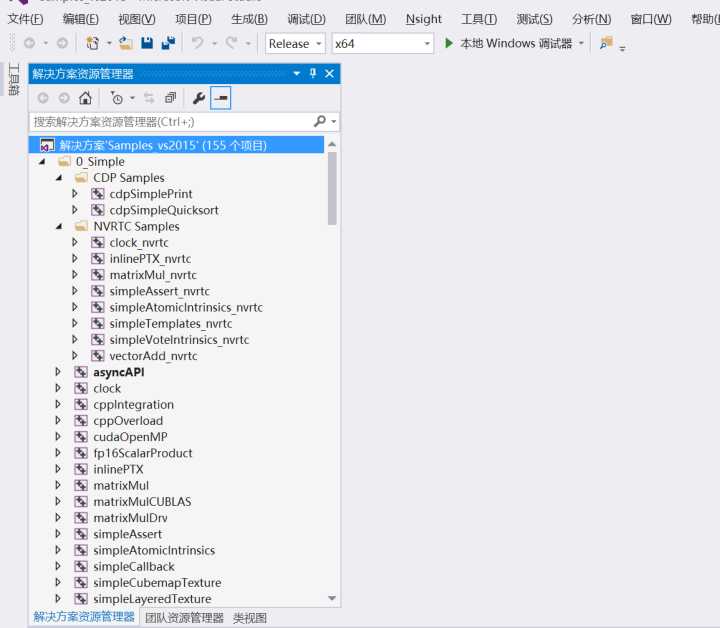 文件(F) 编辑(E) 视图(V) 项目(P) 生成(B) 调试(D) 团队(M) Nsight 工具(T) 测试(S) 分析(N) 窗口(W) 帮助(
Release x64 本地 Windows 调试器
工具箱
解决方案资源管理器
搜索解决方案资源管理器(Ctrl+;)
解决方案'Samples_vs2015' (155 个项目)
0_Simple
CDP Samples
cdpSimplePrint
cdpSimpleQuicksort
NVRTC Samples
clock_nvrtc
inlinePTX_nvrtc
matrixMul_nvrtc
simpleAssert_nvrtc
simpleAtomicIntrinsics_nvrtc
simpleTemplates_nvrtc
simpleVoteIntrinsics_nvrtc
vectorAdd_nvrtc
asyncAPI
clock
cppIntegration
cppOverload
cudaOpenMP
fp16ScalarProduct
inlinePTX
matrixMul
matrixMulCUBLAS
matrixMulDrv
simpleAssert
simpleAtomicIntrinsics
simpleCallback
simpleCubemapTexture
simpleLayeredTexture
解决方案资源管理器 团队资源管理器 类视图